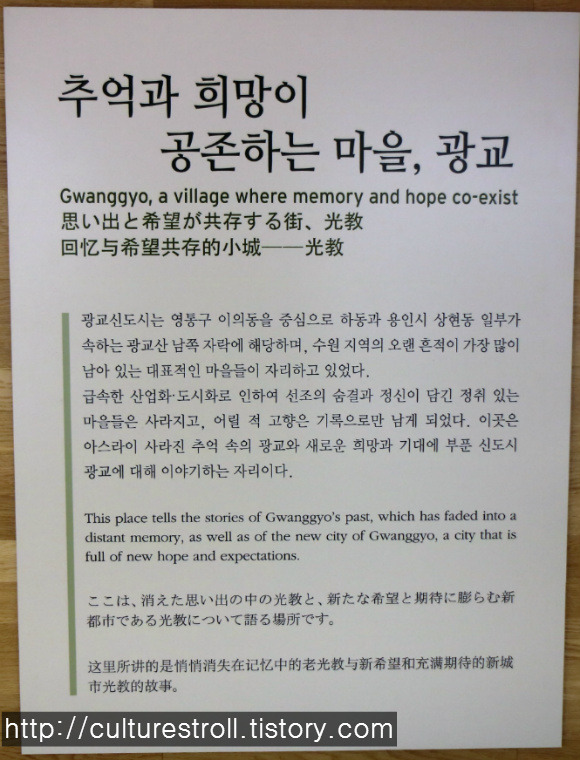 추억과 희망이
공존하는 마을, 광교
Gwanggyo, a village where memory and hope co-exist
思い出と希望が共存する街、光教
回忆与希望共存的小城——光教
광교신도시는 영통구 이의동을 중심으로 하동과 용인시 상현동 일부가
속하는 광교산 남쪽 자락에 해당하며, 수원 지역의 오랜 흔적이 가장 많이
남아 있는 대표적인 마을들이 자리하고 있었다.
급속한 산업화·도시화로 인하여 선조의 숨결과 정신이 담긴 정취 있는
마을들은 사라지고, 어릴 적 고향은 기록으로만 남게 되었다. 이곳은
아스라이 사라진 추억 속의 광교와 새로운 희망과 기대에 부푼 신도시
광교에 대해 이야기하는 자리이다.
This place tells the stories of Gwanggyo's past, which has faded into a
distant memory, as well as of the new city of Gwanggyo, a city that is
full of new hope and expectations.
ここは、消えた思い出の中の光教と、新たな希望と期待に膨らむ新
都市である光教について語る場所です。
这里所讲的是悄悄消失在记忆中的老光教与新希望和充满期待的新城
市光教的故事。
http://culturestroll.tistory.com